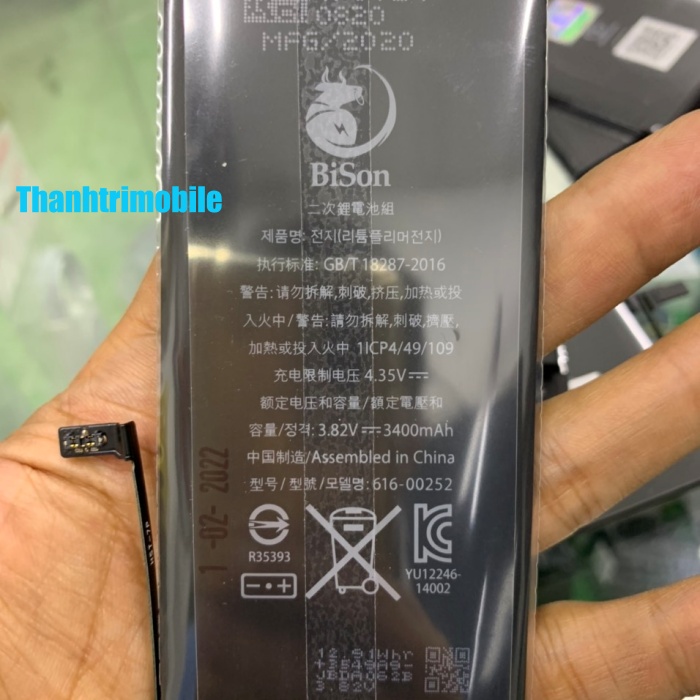 0820
MFG/2020
BiSon
Thanhtrimobile
二次鋰電池組
제품명: 전지(리튬폴리머전지)
执行标准: GB/T 18287-2016
警告: 请勿拆解,刺破,挤压,加热或投
入火中 / 警告: 請勿拆解,刺破,擠壓,
加熱或投入火中 1ICP4/49/109
充电限制电压 4.35V⎓
额定电压和容量/額定電壓和
容量/정격: 3.82V⎓3400mAh
中国制造/Assembled in China
型号 / 型號/모델명: 616-00252
1 -02- 2022
R35393
YU12246-
14002
12.91Whr
+3549A9-
JBDA062B
3.82V